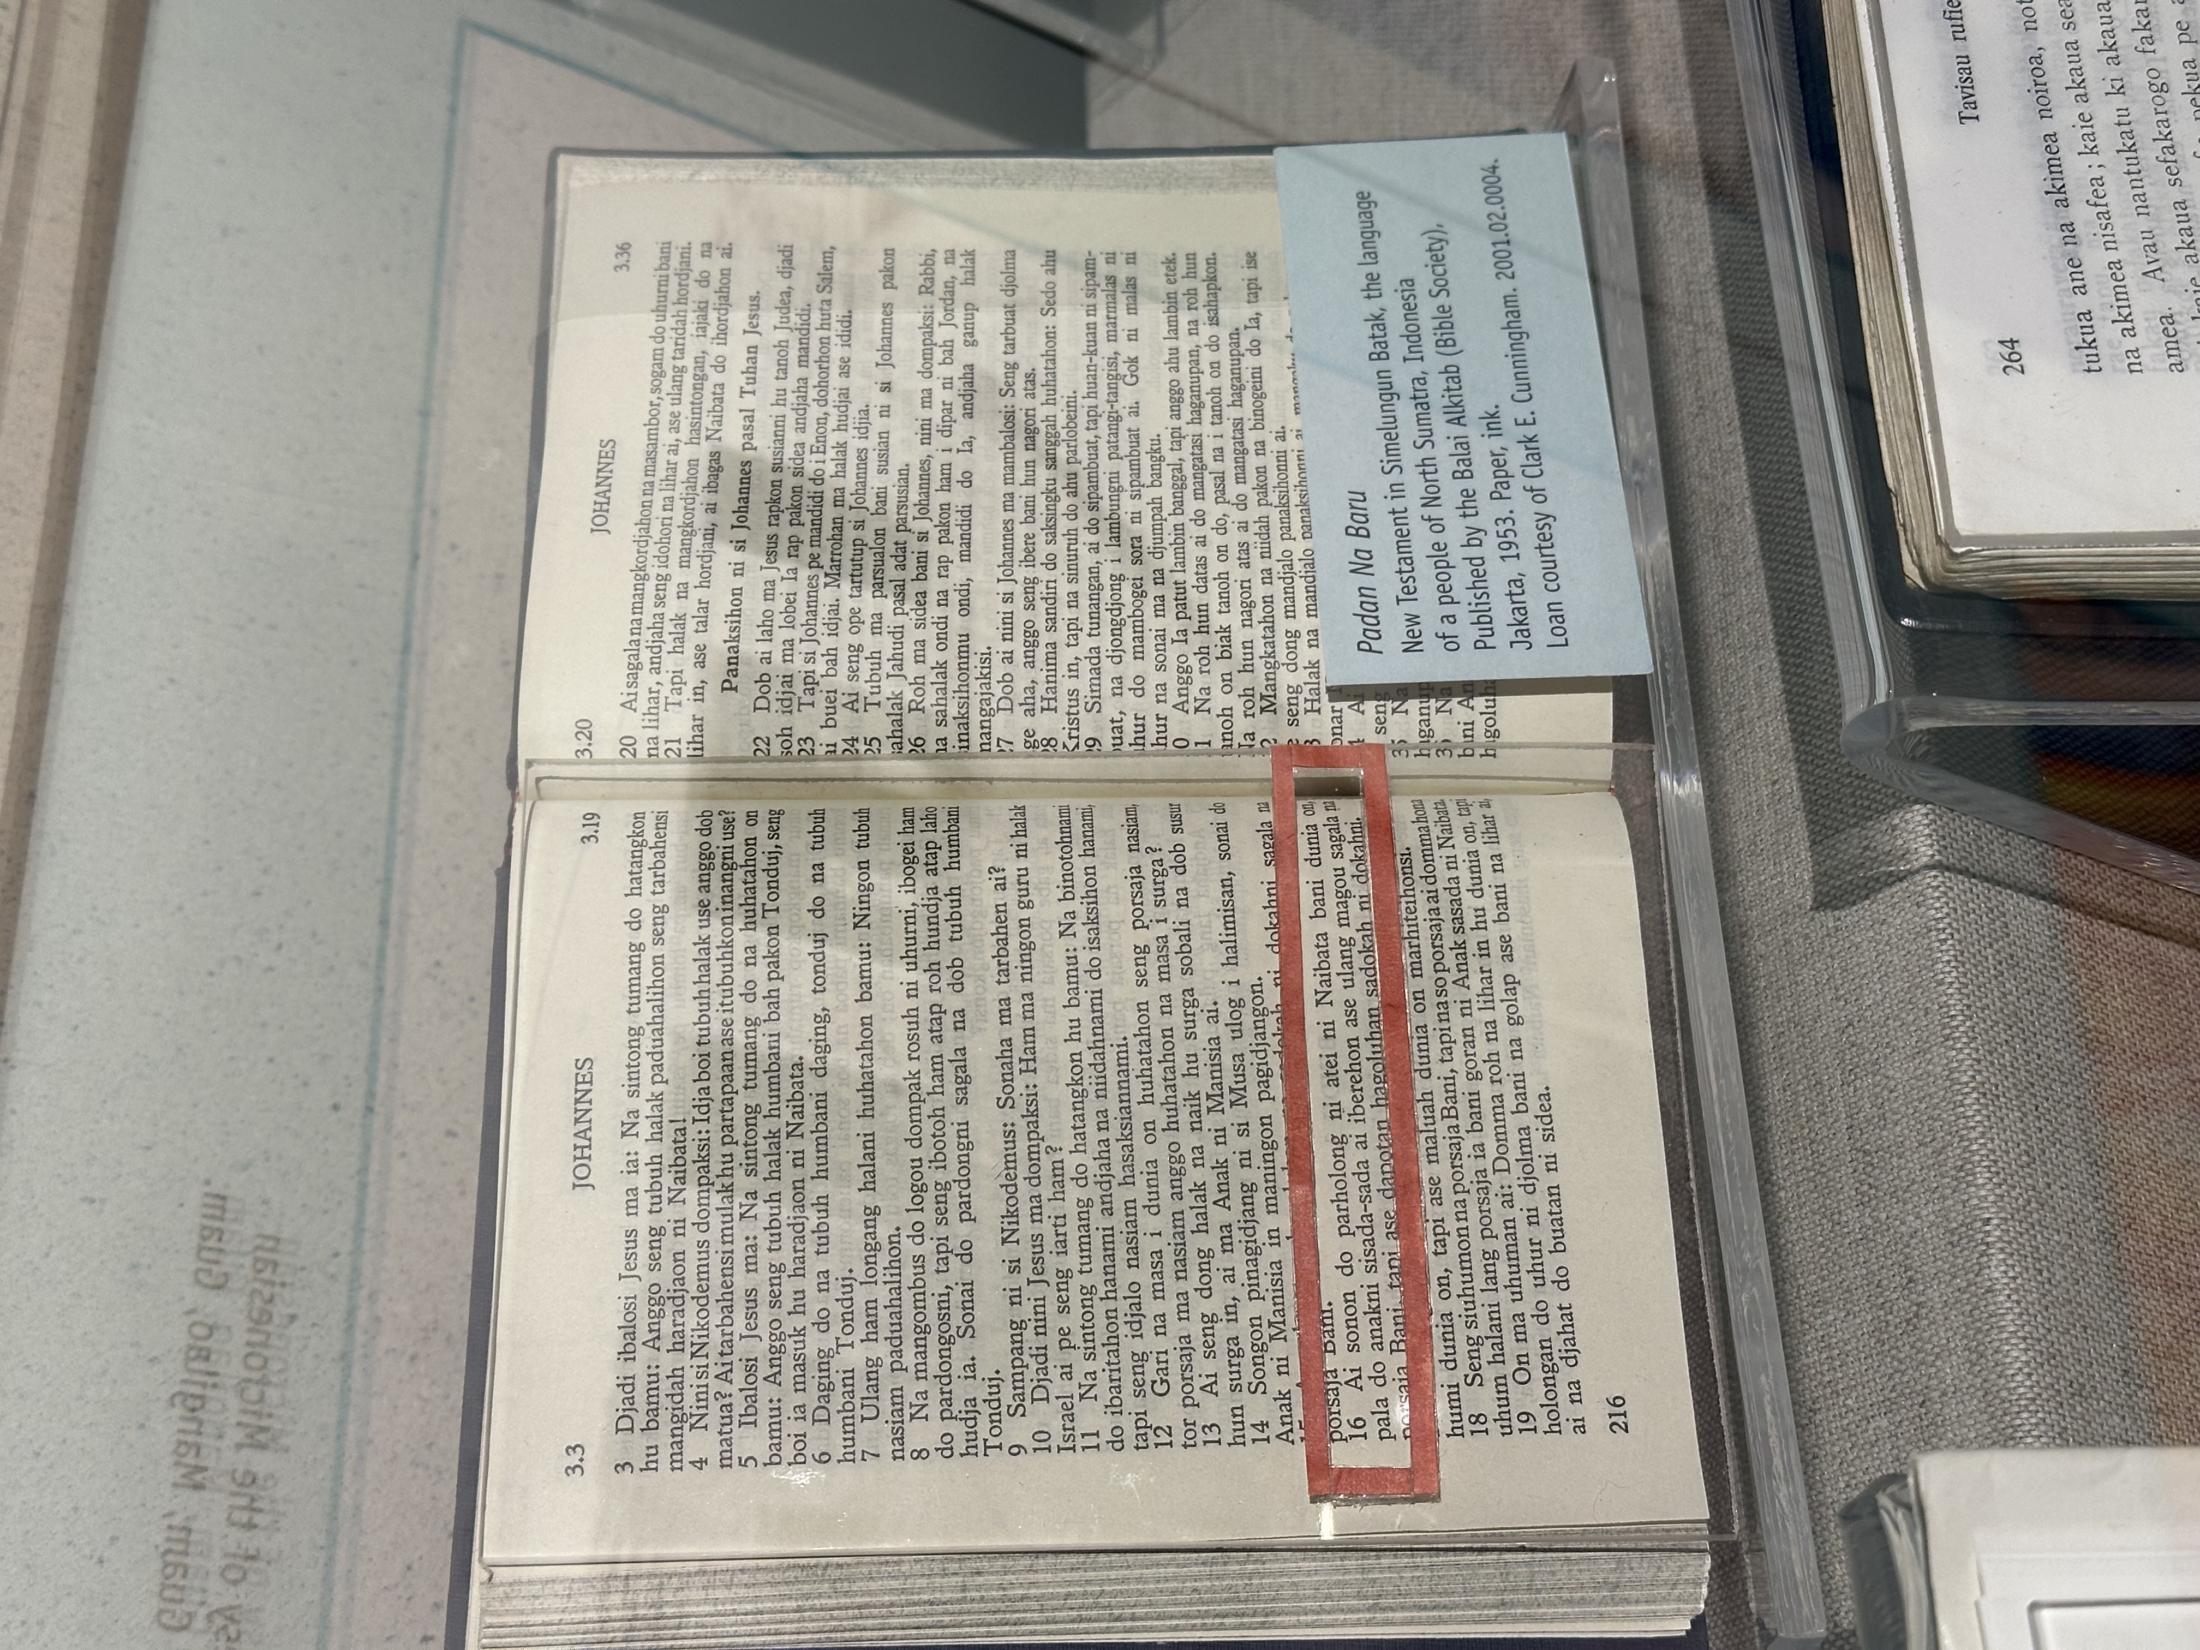 3.3 JOHANNES 3.19
3 Djadi ibalosi Jesus ma ia: Na sintong tumang do hatangkon
hu bamu: Anggo seng tubuh halak paduahalihon seng tarbahensi
mangidah haradjaon ni Naibata!
4 Nini si Nikodemus dompaksi: Idja boi tubuh halak use anggo dob
matua? Ai tarbahensi mulak hu partapaan ase itubuhkon inangni use?
5 Ibalosi Jesus ma: Na sintong tumang do na huhatahon on
bamu: Anggo seng tubuh halak humbani bah pakon Tonduj, seng
boi ia masuk hu haradjaon ni Naibata.
6 Daging do na tubuh humbani daging, tonduj do na tubuh
humbani Tonduj.
7 Ulang ham longang halani huhatahon bamu: Ningon tubuh
nasiam paduahalihon.
8 Na mangombus do logou dompak rosuh ni uhurni, ibogei ham
do pardongosni, tapi seng ibotoh ham atap roh hundja atap laho
hudja ia. Sonai do pardongni sagala na dob tubuh humbani
Tonduj.
9 Sampang ni si Nikodemus: Sonaha ma tarbahen ai?
10 Djadi nini Jesus ma dompaksi: Ham ma ningon guru ni halak
Israel ai pe seng iarti ham?
11 Na sintong tumang do hatangkon hu bamu: Na binotohnami
do ibaritahon hanami andjaha na niidahnami do isaksihon hanami,
tapi seng idjalo nasiam hasaksiannami.
12 Gari na masa i dunia on huhatahon seng porsaja nasiam,
tor porsaja ma nasiam anggo huhatahon na masa i surga?
13 Ai seng dong halak na naik hu surga sobali na dob susur
hun surga in, ai ma Anak ni Manisia ai.
14 Songon pinagidjang ni si Musa ulog i halimisan, sonai do
Anak ni Manisia in maningon pagidjangon.
ni dokahni sagala na
porsaja Bani.
16 Ai sonon do parholong ni atei ni Naibata bani dunia on,
pala do anakni sisada-sada ai iberehon ase ulang magou sagala na
porsaja Bani, tapi ase dapotan hagoluhan sadokah ni dokahni.
tapi ase maluah dunia on marhiteihonsi.
humi dunia on,
18 Seng siuhumon na porsaja Bani, tapi na so porsaja ai domma hona
uhum halani lang porsaja ia bani goran ni Anak sasada ni Naibata.
19 On ma uhuman ai: Domma roh na lihar in hu dunia on, tapi
holongan do uhur ni djolma bani na golap ase bani na lihar ai,
ai na djahat do buatan ni sidea.
216
3.20 JOHANNES 3.36
20 Ai sagala na mangkordjahon na masambor, sogam do uhurni bani
na lihar, andjaha seng idohori na lihar ai, ase ulang taridah hordjani.
21 Tapi halak na mangkordjahon hasintongan, iajaki do na
lihar in, ase talar hordjani, ai ibagas Naibata do ihordjahon ai.
Panaksihon ni si Johannes pasal Tuhan Jesus.
22 Dob ai laho ma Jesus rapkon susianni hu tanoh Judea, djadi
soh idjai ma lobei Ia rap pakon sidea andjaha mandidi.
23 Tapi si Johannes pe mandidi do i Enon, dohorhon huta Salem,
ai buei bah idjai. Marrohan ma halak hudjai ase ididi.
24 Ai seng ope tartutup si Johannes idjia.
25 Tubuh ma parsualon bani susian ni si Johannes pakon
sahalak Jahudi pasal adat parsusian.
26 Roh ma sidea bani si Johannes, nini ma dompaksi: Rabbi,
na sahalak ondi na rap pakon ham i dipar ni bah Jordan, na
inaksihonmu ondi, mandidi do Ia, andjaha ganup halak
nangajakisi.
27 Dob ai nini si Johannes ma mambalosi: Seng tarbuat djolma
ge aha, anggo seng ibere bani hun nagori atas.
28 Hanima sandiri do saksingku sanggah huhatahon: Sedo ahu
Kristus in, tapi na sinuruh do ahu parlobeini.
29 Simada tunangan, ai do sipambuat, tapi huan-kuan ni sipam-
buat, na djongdjong i lambungni patangi-tangisi, marmalas ni
uhur do mambogei sora ni sipambuat ai. Gok ni malas ni
hur na sonai ma na djumpah bangku.
0 Anggo Ia patut lambin banggal, tapi anggo ahu lambin etek.
1 Na roh hun datas ai do mangatasi haganupan, na roh hun
anoh on biak tanoh on do, pasal na i tanoh on do isahapkon.
Na roh hun nagori atas ai do mangatasi haganupan.
2 Mangkatahon na niidah pakon na binogeini do Ia, tapi ise
seng dong mandjalo panaksihonni ai.
3 Halak na mandjalo panaksihonni ai
Padan Na Baru
New Testament in Simelungun Batak, the language
of a people of North Sumatra, Indonesia
Published by the Balai Alkitab (Bible Society),
Jakarta, 1953. Paper, ink.
Loan courtesy of Clark E. Cunningham. 2001.02.0004.
Tavisau
264
tukua ane na akimea noiroa,
na akimea nisafea; kaie akaua
amea. Avau nantukatu ki akaua
akaua sefakarogo